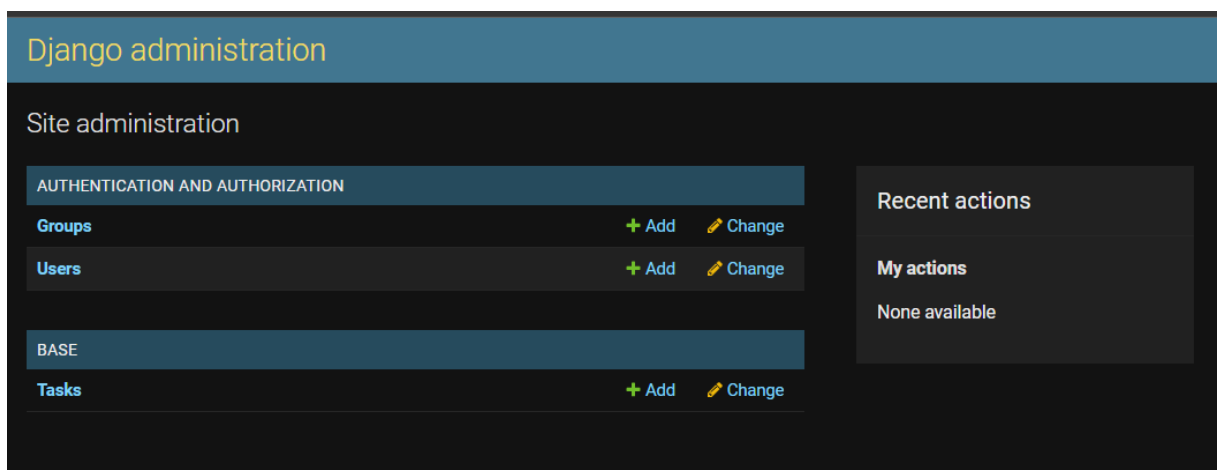 Django administration
Site administration
AUTHENTICATION AND AUTHORIZATION
Groups Add Change
Users Add Change
BASE
Tasks Add Change
Recent actions
My actions
None available